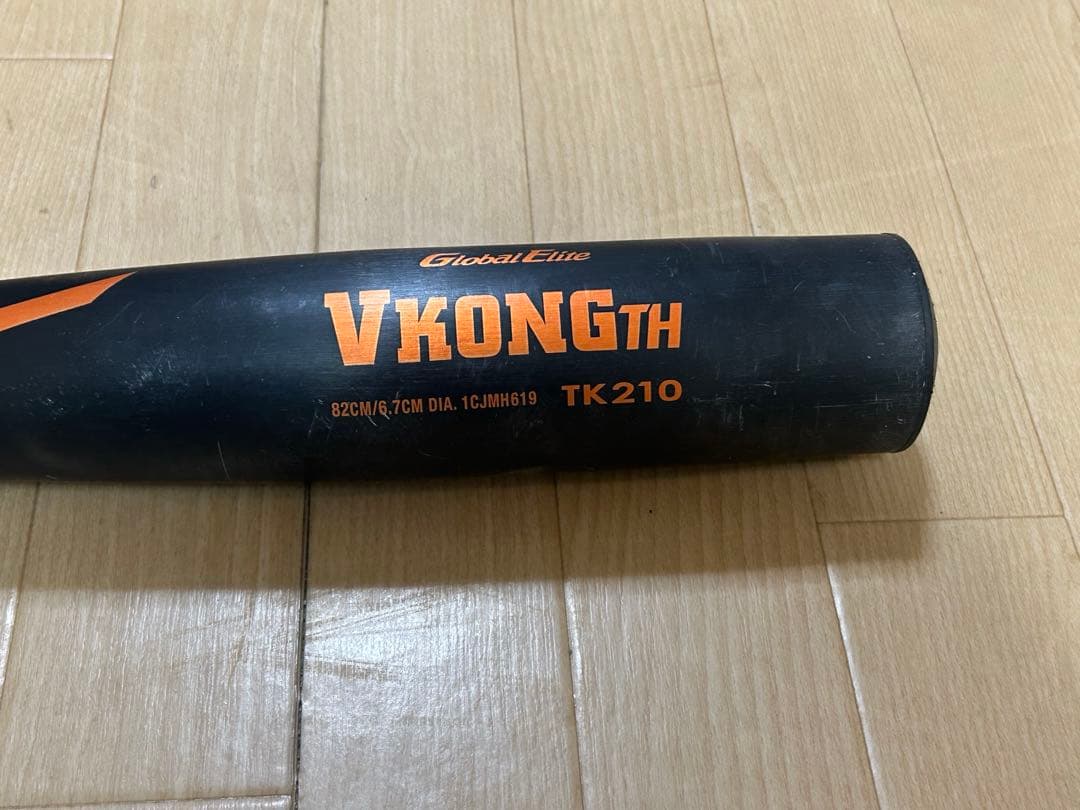 Global Elite
VKONGTH
82CM/6.7CM DIA. 1CJMH619 TK210